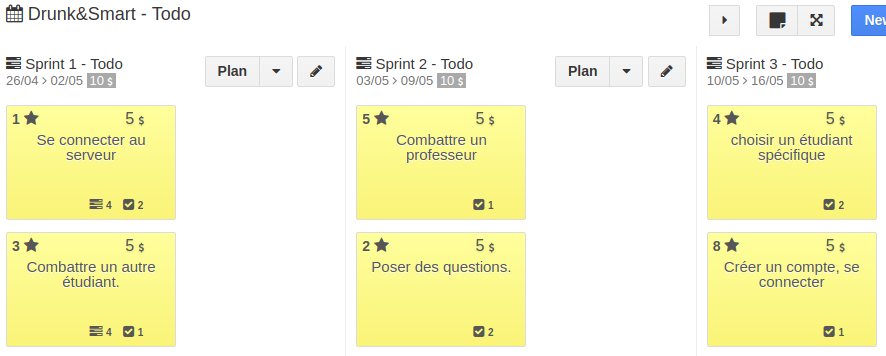 Drunk&Smart - Todo
New
Sprint 1 - Todo
26/04 › 02/05 10 $
Plan
1 5 $
Se connecter au
serveur
4 2
3 5 $
Combattre un autre
étudiant.
4 1
Sprint 2 - Todo
03/05 › 09/05 10 $
Plan
5 5 $
Combattre un
professeur
1
2 5 $
Poser des questions.
2
Sprint 3 - Todo
10/05 › 16/05 10 $
4 5 $
choisir un étudiant
spécifique
2
8 5 $
Créer un compte, se
connecter
1